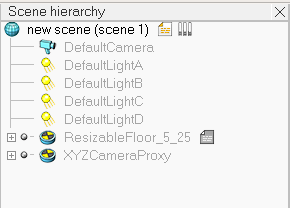 Scene hierarchy
new scene (scene 1)
DefaultCamera
DefaultLightA
DefaultLightB
DefaultLightC
DefaultLightD
ResizableFloor_5_25
XYZCameraProxy